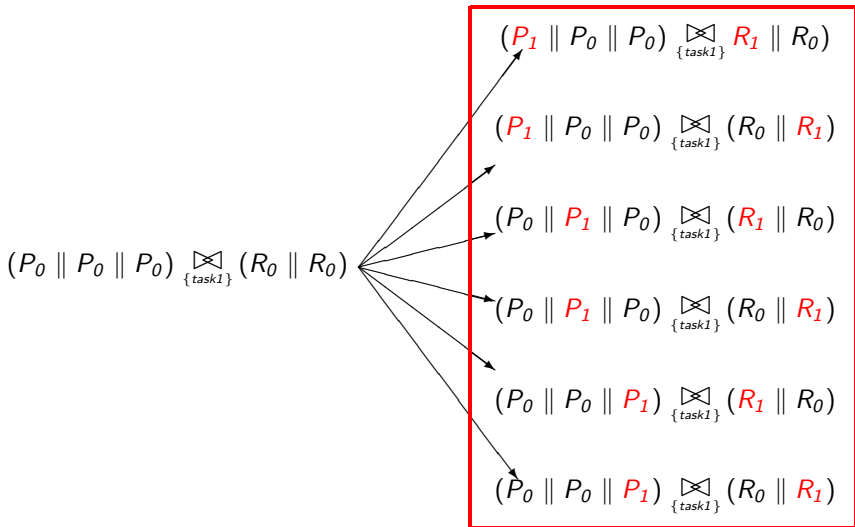 (P₁ ∥ P₀ ∥ P₀) ⋈ R₁ ∥ R₀)
{task1}
(P₁ ∥ P₀ ∥ P₀) ⋈ (R₀ ∥ R₁)
{task1}
(P₀ ∥ P₁ ∥ P₀) ⋈ (R₁ ∥ R₀)
{task1}
(P₀ ∥ P₀ ∥ P₀) ⋈ (R₀ ∥ R₀)
{task1}
(P₀ ∥ P₁ ∥ P₀) ⋈ (R₀ ∥ R₁)
{task1}
(P₀ ∥ P₀ ∥ P₁) ⋈ (R₁ ∥ R₀)
{task1}
(P₀ ∥ P₀ ∥ P₁) ⋈ (R₀ ∥ R₁)
{task1}